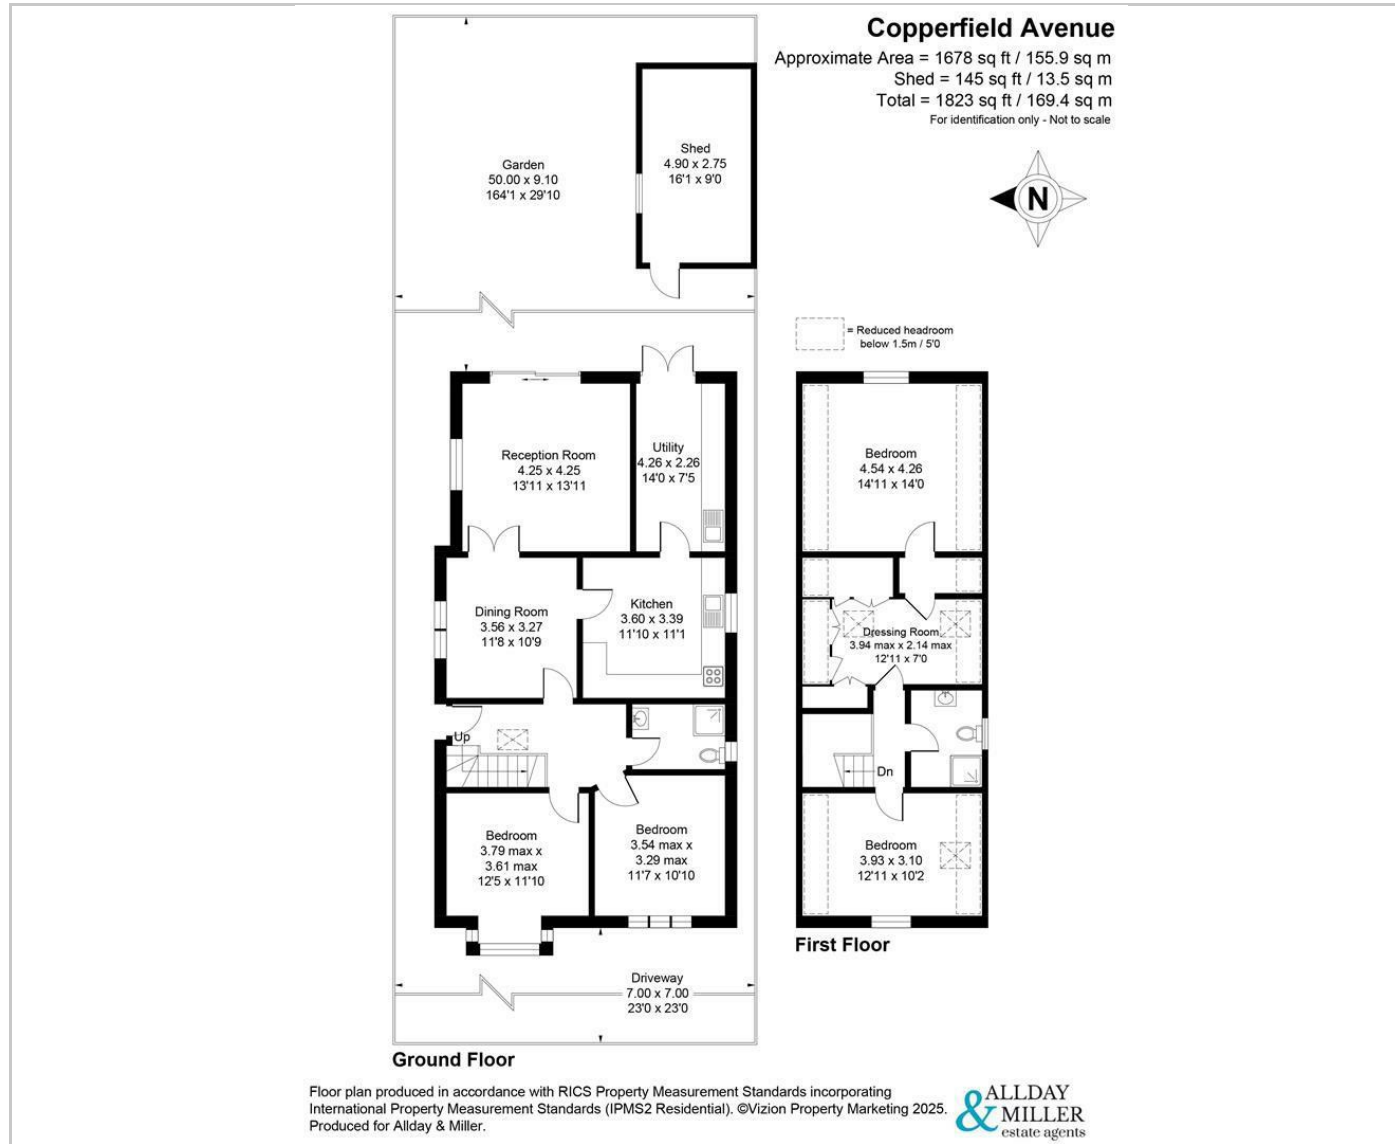 Copperfield Avenue
Approximate Area = 1678 sq ft / 155.9 sq m
Shed = 145 sq ft / 13.5 sq m
Total = 1823 sq ft / 169.4 sq m
For identification only - Not to scale
N
Shed
4.90 x 2.75
16'1 x 9'0
Garden
50.00 x 9.10
164'1 x 29'10
= Reduced headroom
below 1.5m / 5'0
Reception Room
4.25 x 4.25
13'11 x 13'11
Utility
4.26 x 2.26
14'0 x 7'5
Dining Room
3.56 x 3.27
11'8 x 10'9
Kitchen
3.60 x 3.39
11'10 x 11'1
Up
Bedroom
3.79 max x
3.61 max
12'5 x 11'10
Bedroom
3.54 max x
3.29 max
11'7 x 10'10
Driveway
7.00 x 7.00
23'0 x 23'0
Ground Floor
Bedroom
4.54 x 4.26
14'11 x 14'0
Dressing Room
3.94 max x 2.14 max
12'11 x 7'0
Dn
Bedroom
3.93 x 3.10
12'11 x 10'2
First Floor
Floor plan produced in accordance with RICS Property Measurement Standards incorporating
International Property Measurement Standards (IPMS2 Residential). ©Vizion Property Marketing 2025.
Produced for Allday & Miller.
ALLDAY
& MILLER
estate agents